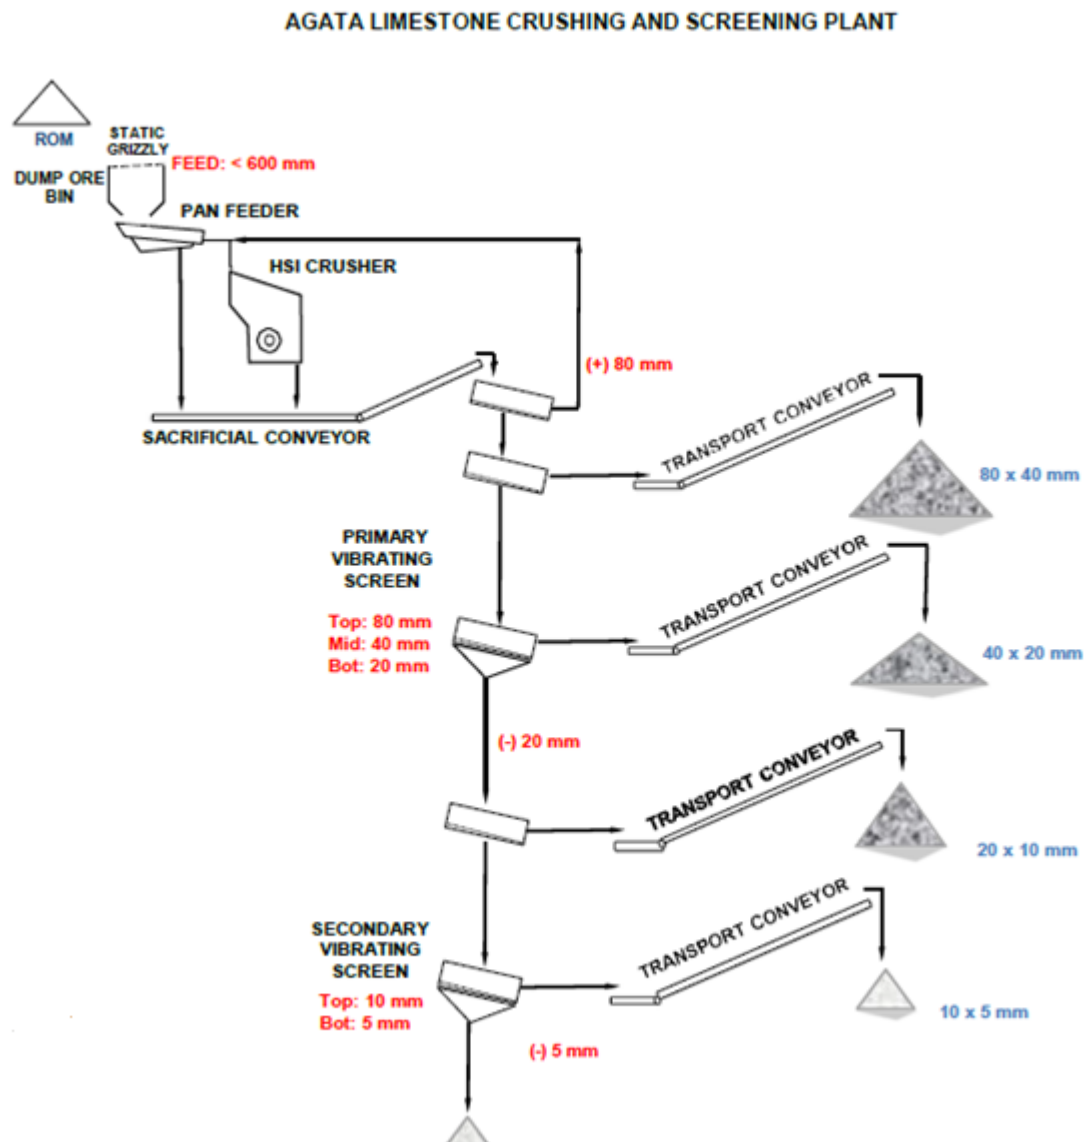 AGATA LIMESTONE CRUSHING AND SCREENING PLANT
ROM
STATIC
GRIZZLY
FEED: < 600 mm
DUMP ORE
BIN
PAN FEEDER
HSI CRUSHER
(+) 80 mm
SACRIFICIAL CONVEYOR
TRANSPORT CONVEYOR
80 x 40 mm
PRIMARY
VIBRATING
SCREEN
Top: 80 mm
Mid: 40 mm
Bot: 20 mm
TRANSPORT CONVEYOR
40 x 20 mm
(-) 20 mm
TRANSPORT CONVEYOR
20 x 10 mm
SECONDARY
VIBRATING
SCREEN
Top: 10 mm
Bot: 5 mm
TRANSPORT CONVEYOR
10 x 5 mm
(-) 5 mm